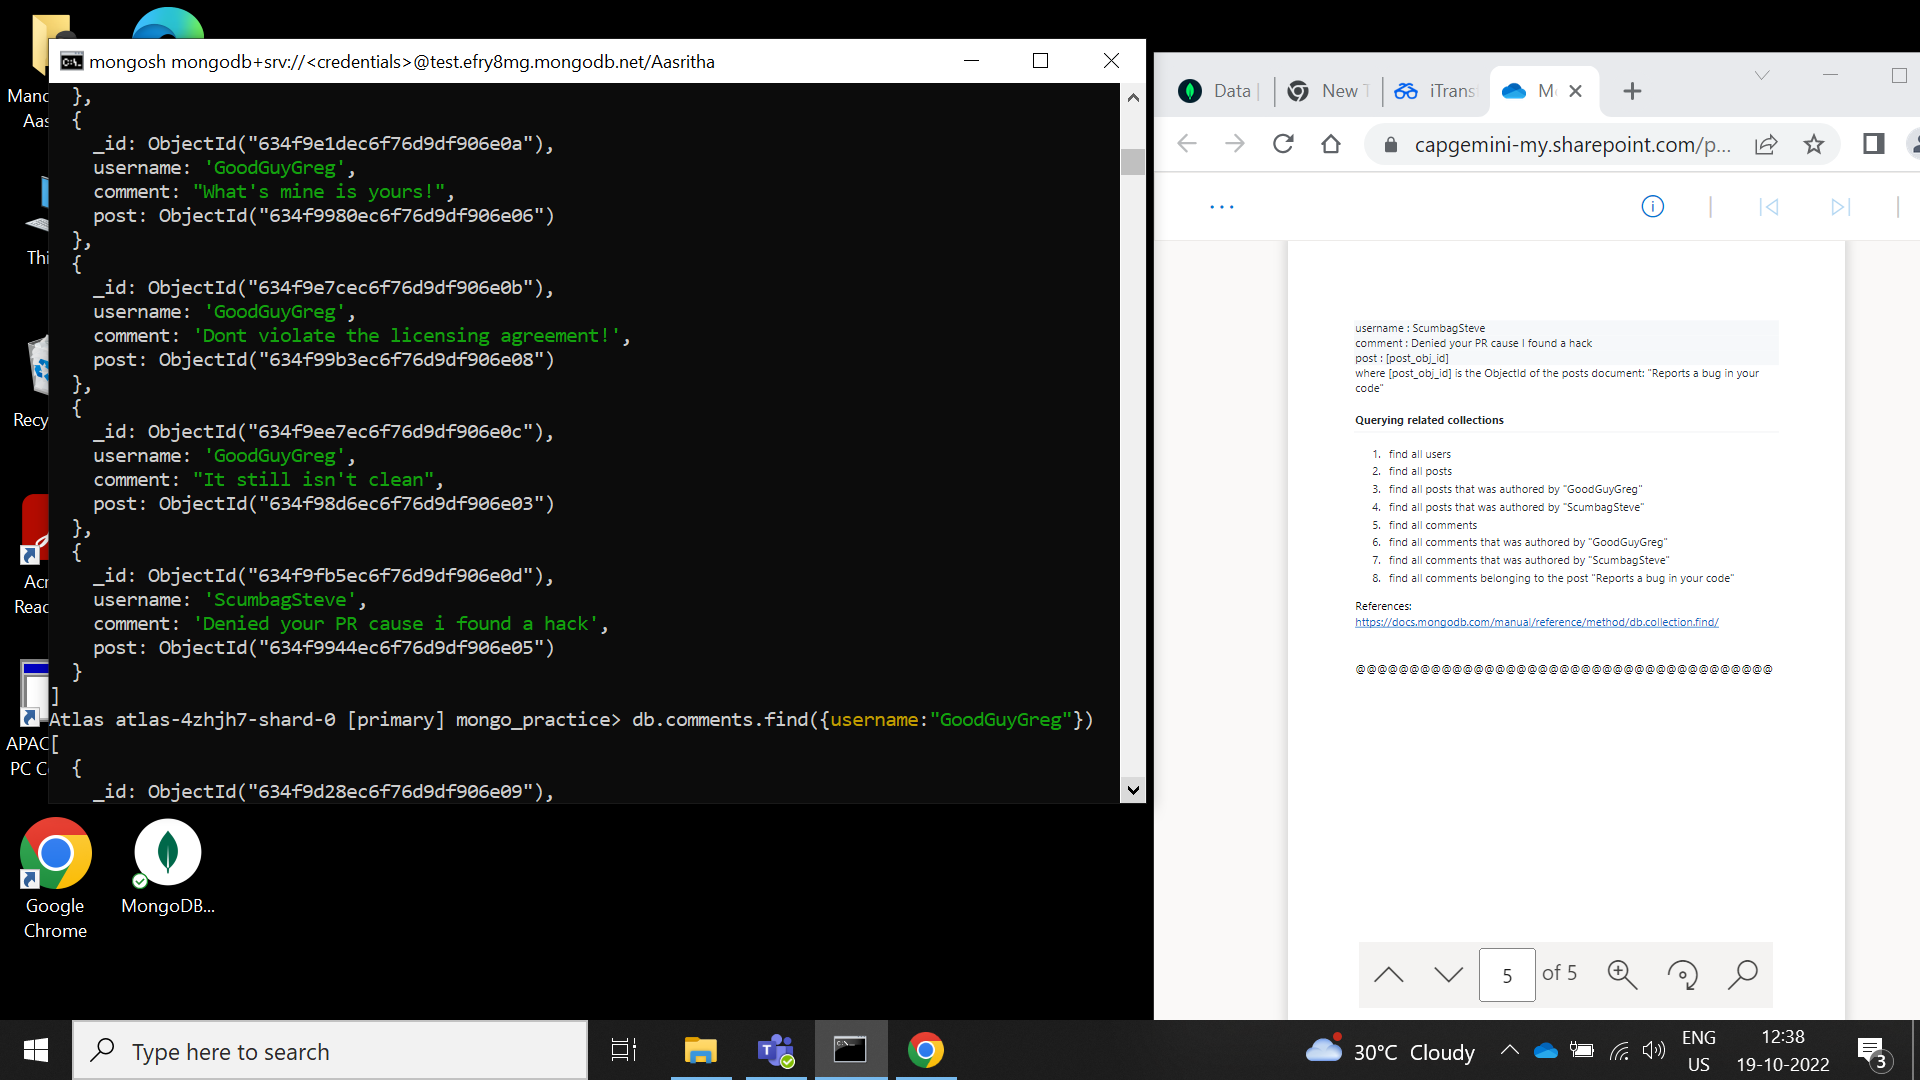 Mand
Aas
Thi
Recy
Acr
Read
APAC
PC C
Google
Chrome
MongoDB...
mongosh mongodb+srv://<credentials>@test.efry8mg.mongodb.net/Aasritha
},
{
_id: ObjectId("634f9e1dec6f76d9df906e0a"),
username: 'GoodGuyGreg',
comment: "What's mine is yours!",
post: ObjectId("634f9980ec6f76d9df906e06")
},
{
_id: ObjectId("634f9e7cec6f76d9df906e0b"),
username: 'GoodGuyGreg',
comment: 'Dont violate the licensing agreement!',
post: ObjectId("634f99b3ec6f76d9df906e08")
},
{
_id: ObjectId("634f9ee7ec6f76d9df906e0c"),
username: 'GoodGuyGreg',
comment: "It still isn't clean",
post: ObjectId("634f98d6ec6f76d9df906e03")
},
{
_id: ObjectId("634f9fb5ec6f76d9df906e0d"),
username: 'ScumbagSteve',
comment: 'Denied your PR cause i found a hack',
post: ObjectId("634f9944ec6f76d9df906e05")
}
]
Atlas atlas-4zhjh7-shard-0 [primary] mongo_practice> db.comments.find({username:"GoodGuyGreg"})
[
{
_id: ObjectId("634f9d28ec6f76d9df906e09"),
Data
New T
iTrans
Mo
capgemini-my.sharepoint.com/p...
username : ScumbagSteve
comment : Denied your PR cause I found a hack
post : [post_obj_id]
where [post_obj_id] is the ObjectId of the posts document: "Reports a bug in your
code"
Querying related collections
1. find all users
2. find all posts
3. find all posts that was authored by "GoodGuyGreg"
4. find all posts that was authored by "ScumbagSteve"
5. find all comments
6. find all comments that was authored by "GoodGuyGreg"
7. find all comments that was authored by "ScumbagSteve"
8. find all comments belonging to the post "Reports a bug in your code"
References:
https://docs.mongodb.com/manual/reference/method/db.collection.find/
@@@@@@@@@@@@@@@@@@@@@@@@@@@@@@@@@@@@@@@
5 of 5
Type here to search
30°C Cloudy
ENG
US
12:38
19-10-2022
3